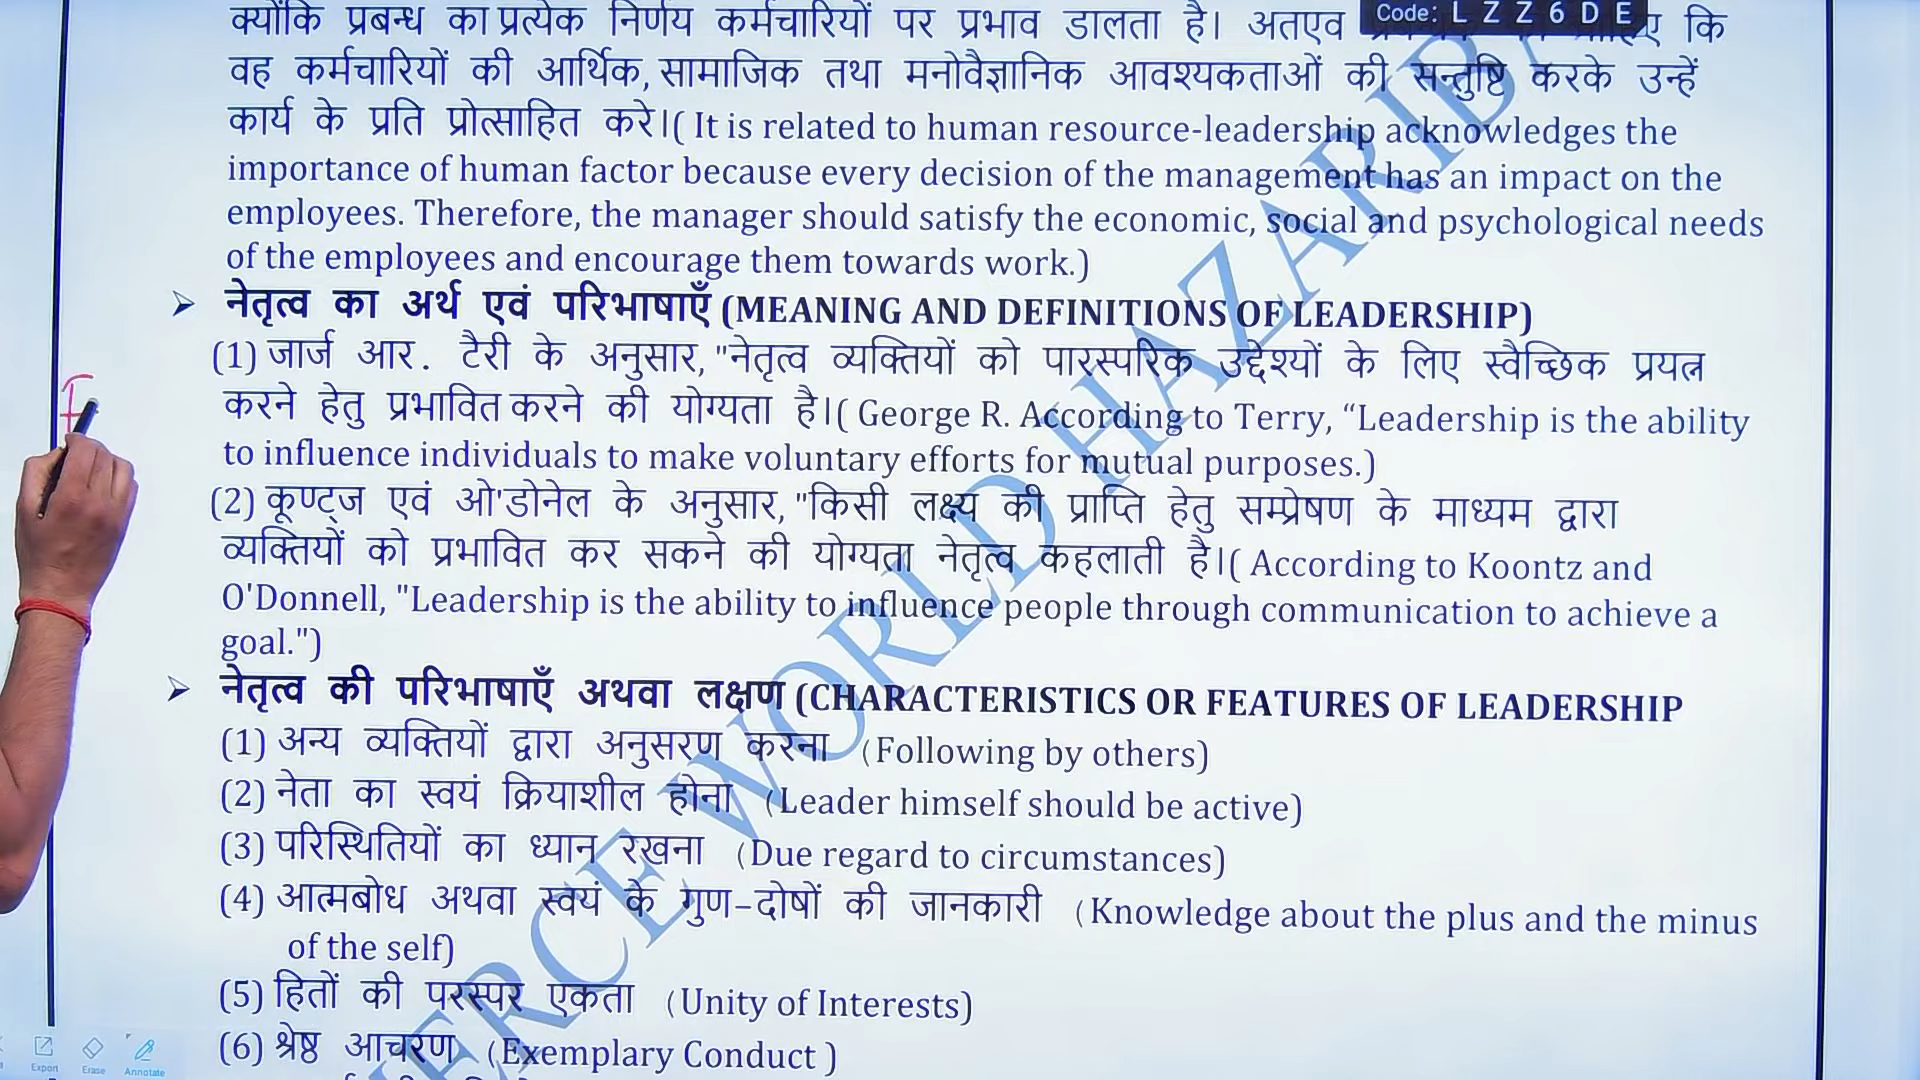 क्योंकि प्रबन्ध का प्रत्येक निर्णय कर्मचारियों पर प्रभाव डालता है। अतएव कि
Code: L Z Z 6 D E
वह कर्मचारियों की आर्थिक, सामाजिक तथा मनोवैज्ञानिक आवश्यकताओं की सन्तुष्टि करके उन्हें
कार्य के प्रति प्रोत्साहित करे।( It is related to human resource-leadership acknowledges the
importance of human factor because every decision of the management has an impact on the
employees. Therefore, the manager should satisfy the economic, social and psychological needs
of the employees and encourage them towards work.)
➢ नेतृत्व का अर्थ एवं परिभाषाएँ (MEANING AND DEFINITIONS OF LEADERSHIP)
(1) जार्ज आर. टैरी के अनुसार, "नेतृत्व व्यक्तियों को पारस्परिक उद्देश्यों के लिए स्वैच्छिक प्रयत्न
करने हेतु प्रभावित करने की योग्यता है।( George R. According to Terry, “Leadership is the ability
to influence individuals to make voluntary efforts for mutual purposes.)
(2) कूण्ट्ज एवं ओ'डोनेल के अनुसार, "किसी लक्ष्य की प्राप्ति हेतु सम्प्रेषण के माध्यम द्वारा
व्यक्तियों को प्रभावित कर सकने की योग्यता नेतृत्व कहलाती है।( According to Koontz and
O'Donnell, "Leadership is the ability to influence people through communication to achieve a
goal.")
➢ नेतृत्व की परिभाषाएँ अथवा लक्षण (CHARACTERISTICS OR FEATURES OF LEADERSHIP
(1) अन्य व्यक्तियों द्वारा अनुसरण करना (Following by others)
(2) नेता का स्वयं क्रियाशील होना (Leader himself should be active)
(3) परिस्थितियों का ध्यान रखना (Due regard to circumstances)
(4) आत्मबोध अथवा स्वयं के गुण-दोषों की जानकारी (Knowledge about the plus and the minus
of the self)
(5) हितों की परस्पर एकता (Unity of Interests)
(6) श्रेष्ठ आचरण (Exemplary Conduct )
ERCE WORLD HAZARIBA
Export Erase Annotate